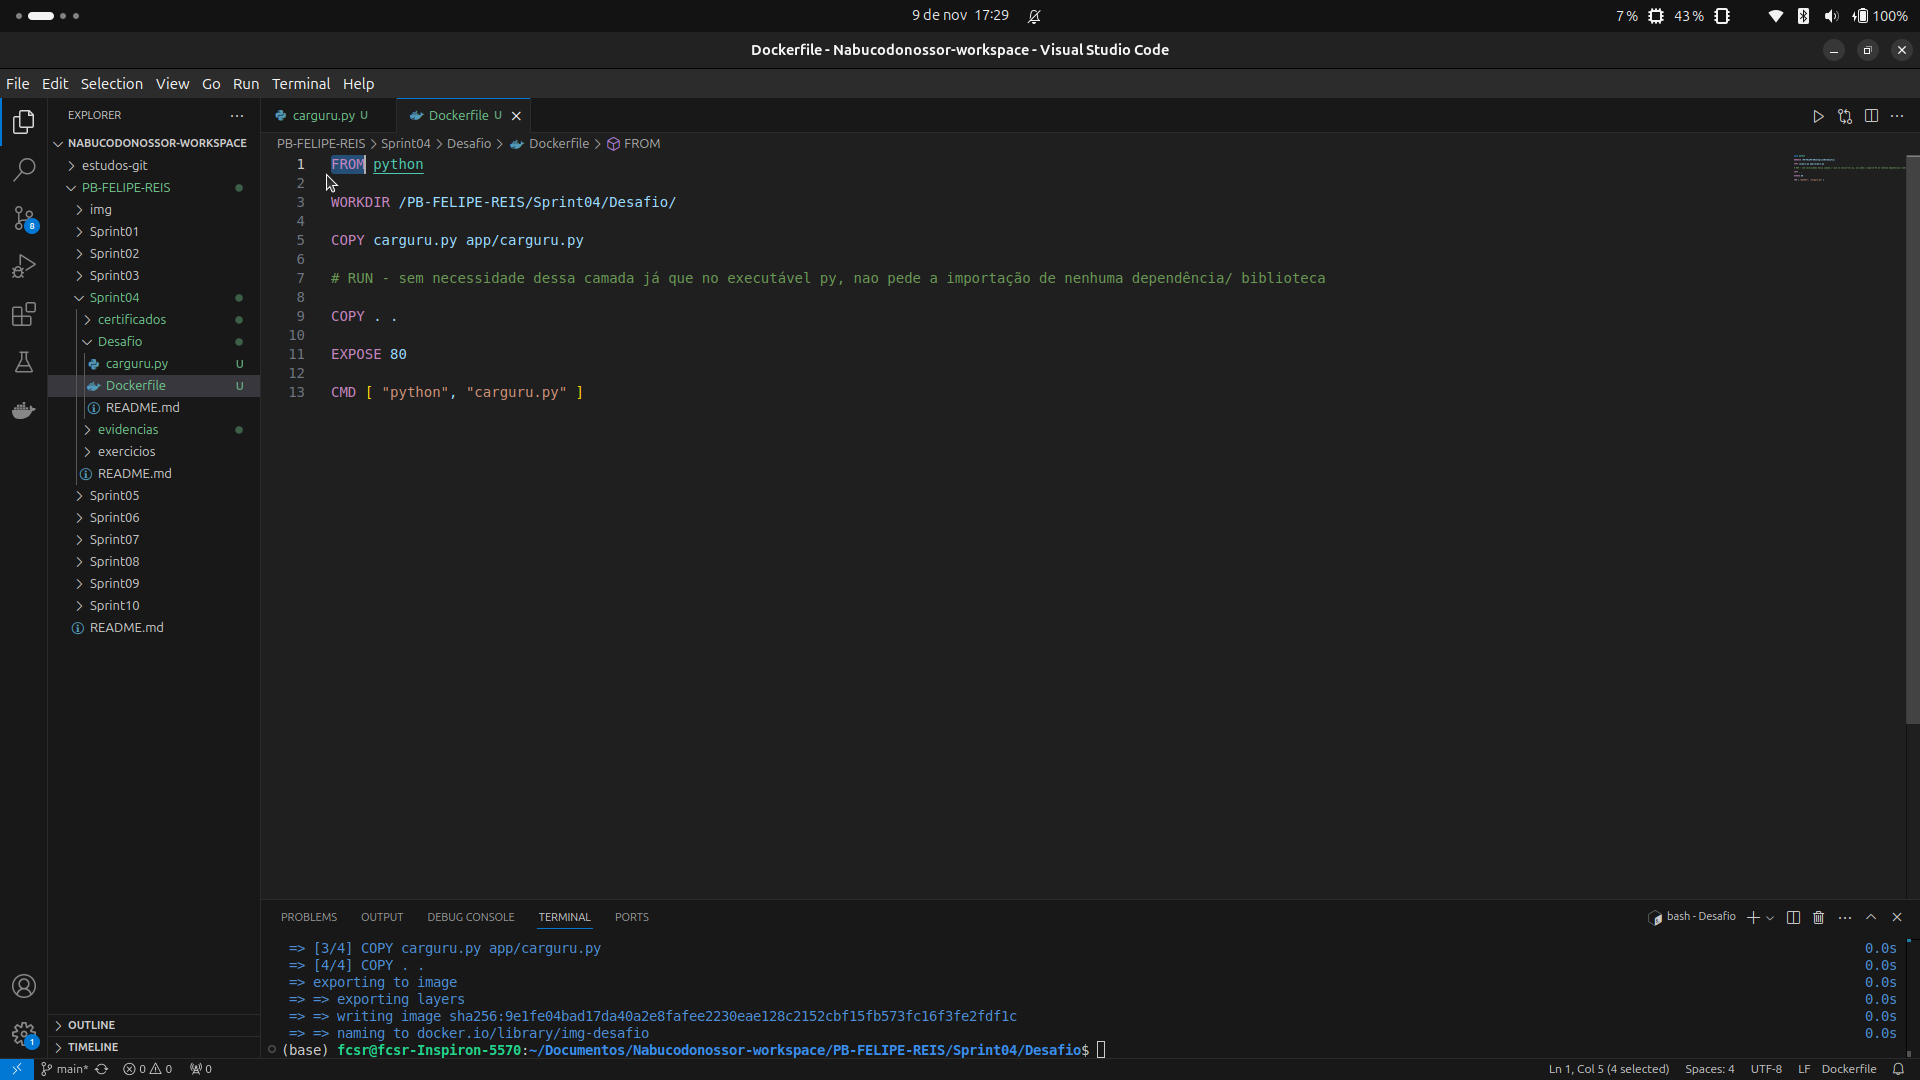 9 de nov 17:29
7 % 43 % 100%
Dockerfile - Nabucodonossor-workspace - Visual Studio Code
File Edit Selection View Go Run Terminal Help
EXPLORER
NABUCODONOSSOR-WORKSPACE
estudos-git
PB-FELIPE-REIS
img
Sprint01
Sprint02
Sprint03
Sprint04
certificados
Desafio
carguru.py U
Dockerfile U
README.md
evidencias
exercicios
README.md
Sprint05
Sprint06
Sprint07
Sprint08
Sprint09
Sprint10
README.md
OUTLINE
TIMELINE
8
1
carguru.py U Dockerfile U
PB-FELIPE-REIS > Sprint04 > Desafio > Dockerfile > FROM
1 FROM python
2
3 WORKDIR /PB-FELIPE-REIS/Sprint04/Desafio/
4
5 COPY carguru.py app/carguru.py
6
7 # RUN - sem necessidade dessa camada já que no executável py, nao pede a importação de nenhuma dependência/ biblioteca
8
9 COPY . .
10
11 EXPOSE 80
12
13 CMD [ "python", "carguru.py" ]
PROBLEMS OUTPUT DEBUG CONSOLE TERMINAL PORTS
bash - Desafio
=> [3/4] COPY carguru.py app/carguru.py 0.0s
=> [4/4] COPY . . 0.0s
=> exporting to image 0.0s
=> => exporting layers 0.0s
=> => writing image sha256:9e1fe04bad17da40a2e8fafee2230eae128c2152cbf15fb573fc16f3fe2fdf1c 0.0s
=> => naming to docker.io/library/img-desafio 0.0s
(base) fcsr@fcsr-Inspiron-5570:~/Documentos/Nabucodonossor-workspace/PB-FELIPE-REIS/Sprint04/Desafio$
main* 0 0 0
Ln 1, Col 5 (4 selected) Spaces: 4 UTF-8 LF Dockerfile